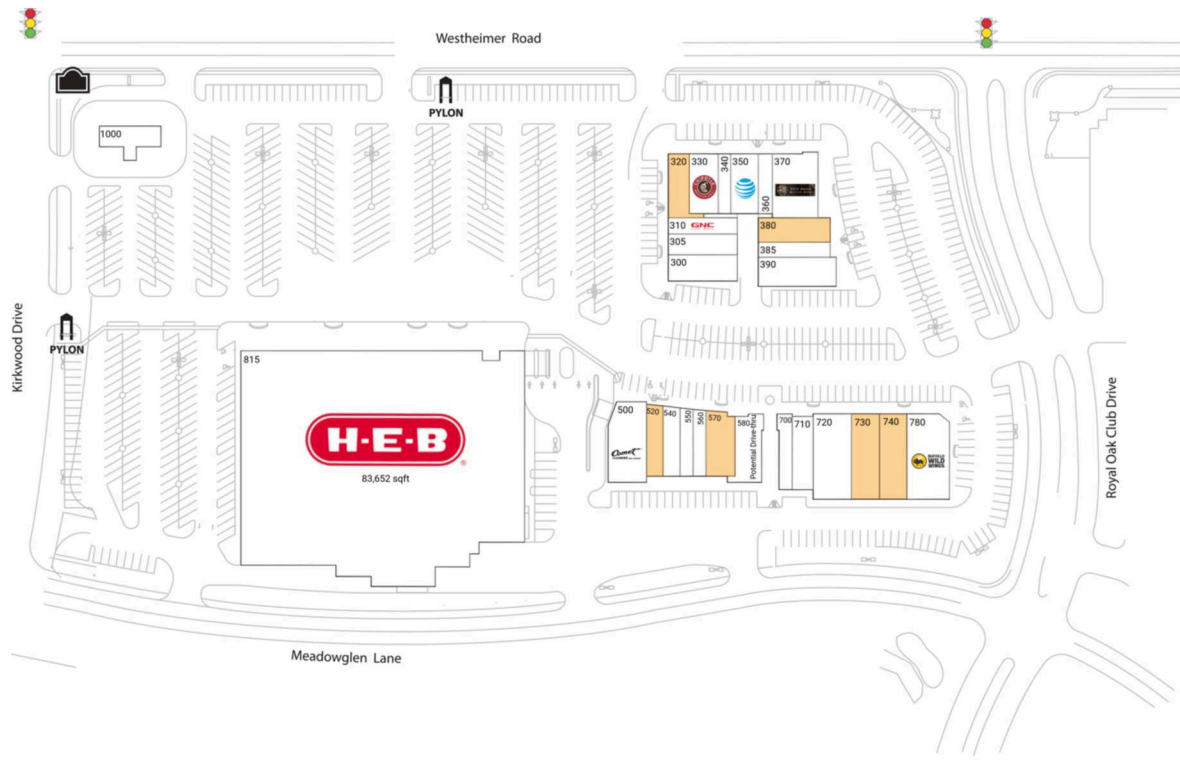 Westheimer Road
PYLON
1000
320
330
340
350
360
370
310
GNC
380
305
385
300
390
Kirkwood Drive
PYLON
815
H-E-B
83,652 sqft
500
Comet
520
540
550
560
570
580
Potential Drive-thru
700
710
720
730
740
780
BUFFALO
WILD
WINGS
Royal Oak Club Drive
Meadowglen Lane